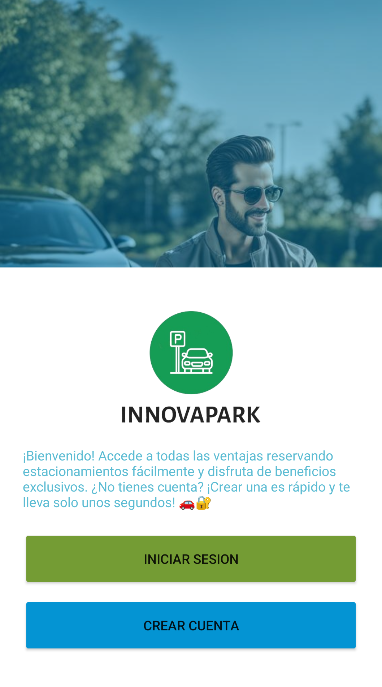 P
INNOVAPARK
¡Bienvenido! Accede a todas las ventajas reservando
estacionamientos fácilmente y disfruta de beneficios
exclusivos. ¿No tienes cuenta? ¡Crear una es rápido y te
lleva solo unos segundos! 🚗🔐
INICIAR SESION
CREAR CUENTA